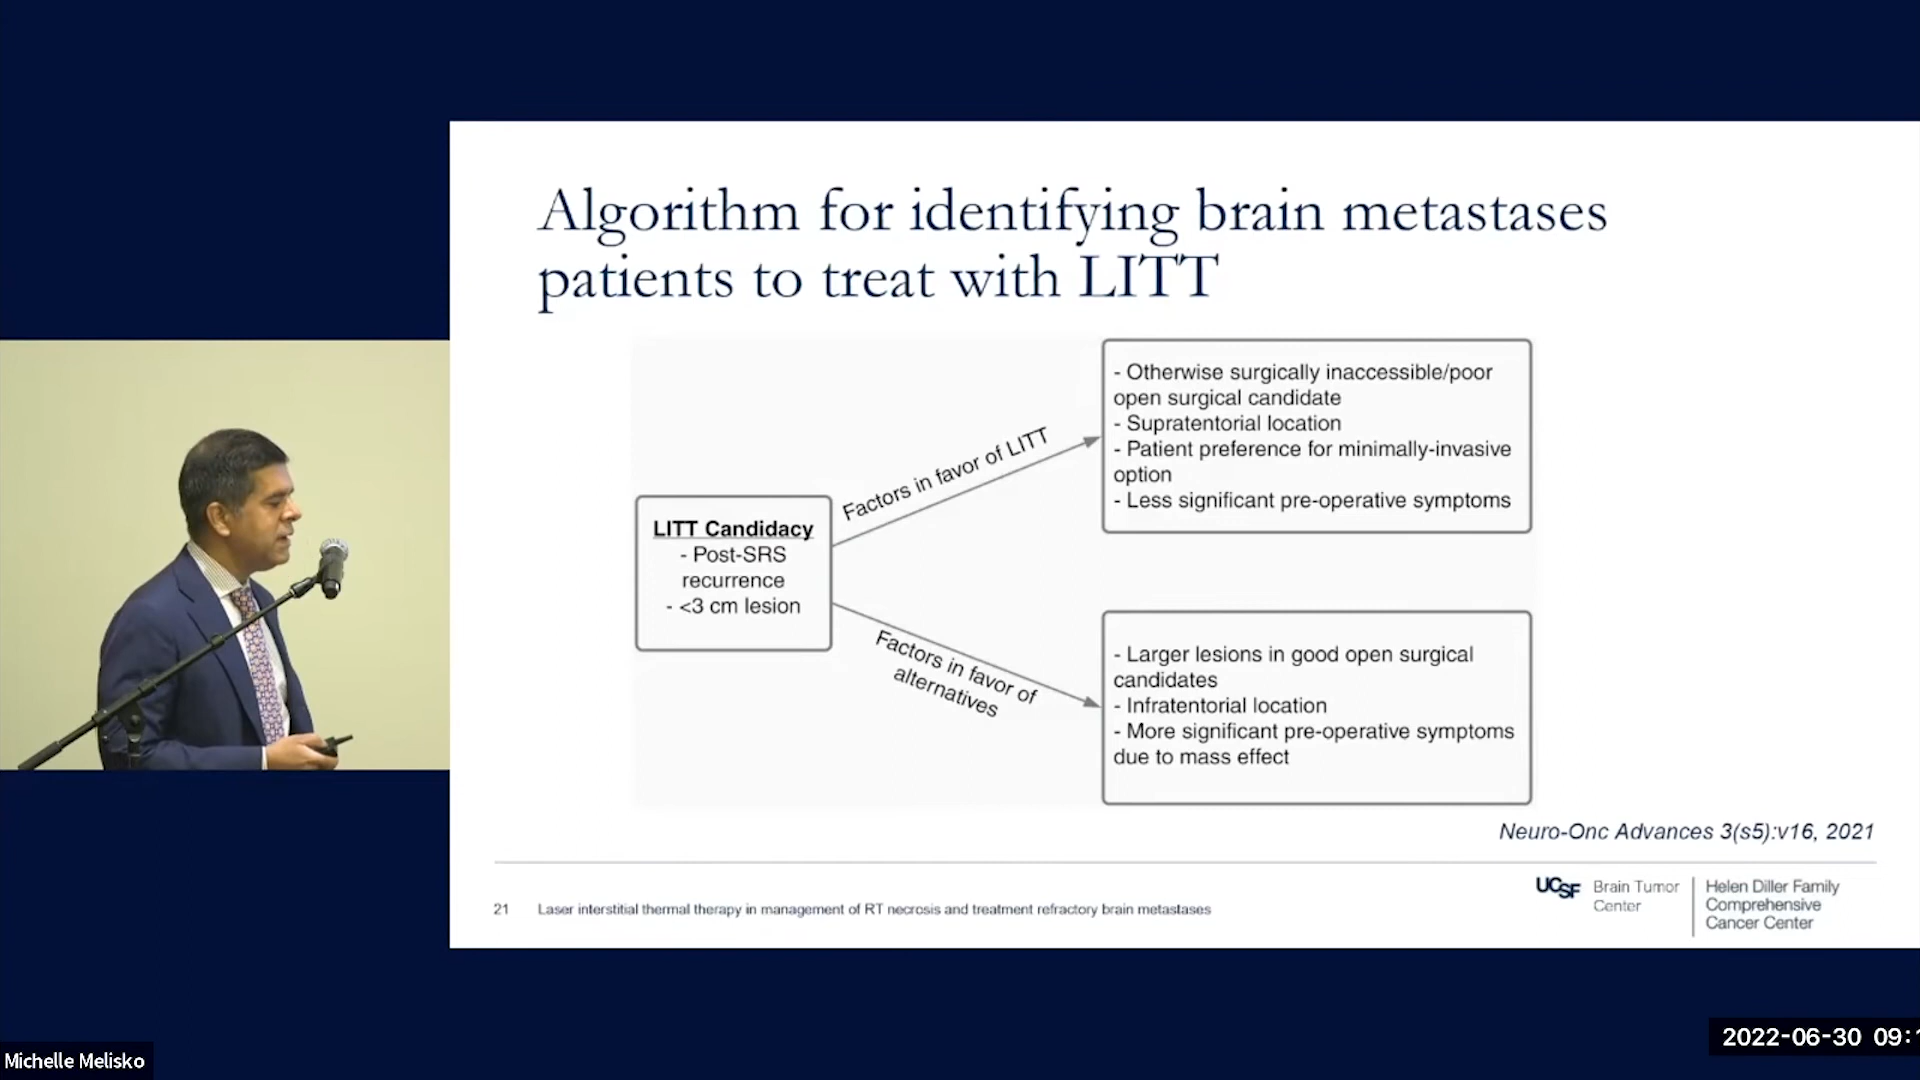 Algorithm for identifying brain metastases
patients to treat with LITT
LITT Candidacy
- Post-SRS
recurrence
- <3 cm lesion
Factors in favor of LITT
- Otherwise surgically inaccessible/poor
open surgical candidate
- Supratentorial location
- Patient preference for minimally-invasive
option
- Less significant pre-operative symptoms
Factors in favor of
alternatives
- Larger lesions in good open surgical
candidates
- Infratentorial location
- More significant pre-operative symptoms
due to mass effect
Neuro-Onc Advances 3(s5):v16, 2021
21 Laser interstitial thermal therapy in management of RT necrosis and treatment refractory brain metastases
UCSF
Brain Tumor
Center
Helen Diller Family
Comprehensive
Cancer Center
Michelle Melisko
2022-06-30 09:1